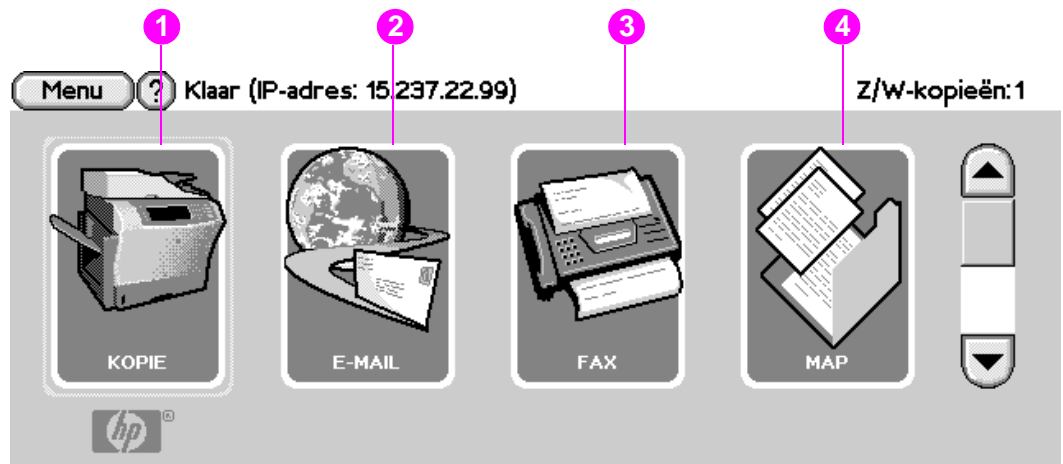 1 2 3 4
Menu ? Klaar (IP-adres: 15.237.22.99) Z/W-kopieën:1
KOPIE E-MAIL FAX MAP
hp®